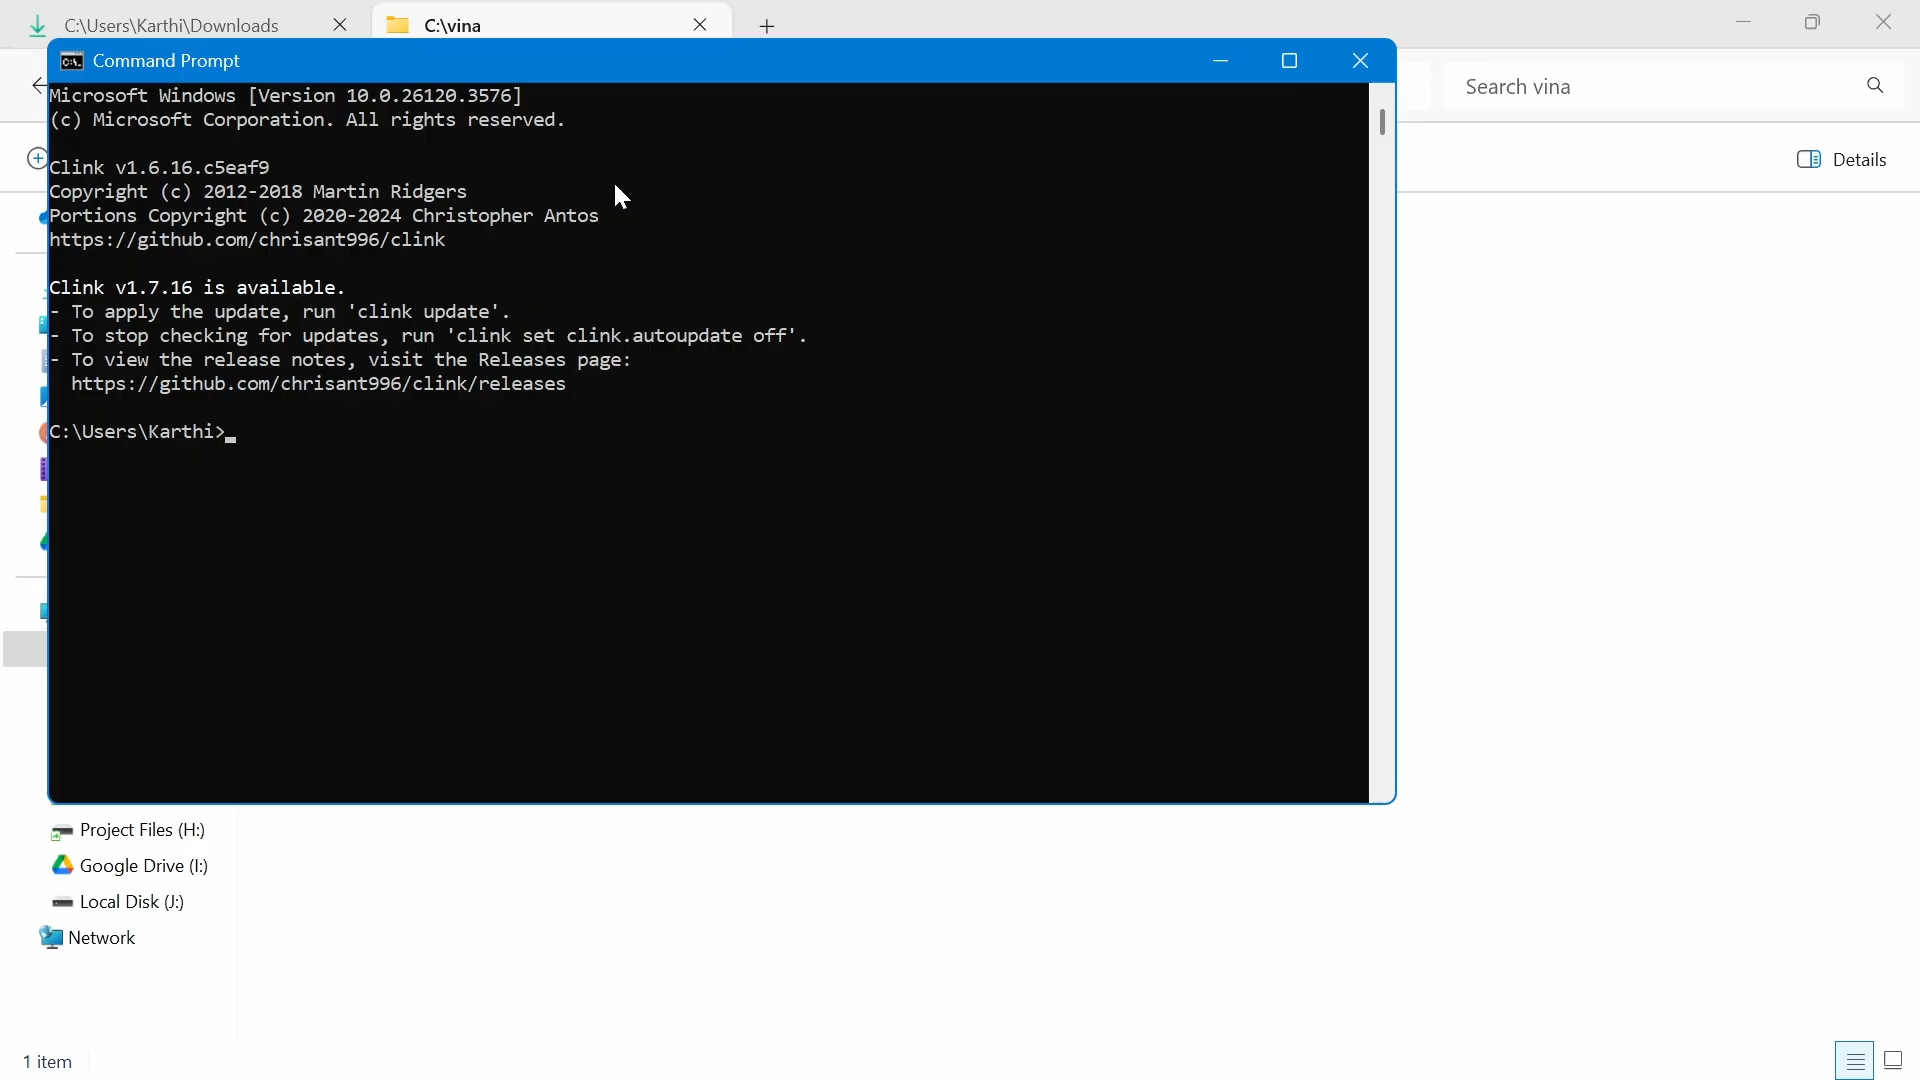 C:\Users\Karthi\Downloads
C:\vina
Command Prompt
Search vina
Details
Microsoft Windows [Version 10.0.26120.3576]
(c) Microsoft Corporation. All rights reserved.
Clink v1.6.16.c5eaf9
Copyright (c) 2012-2018 Martin Ridgers
Portions Copyright (c) 2020-2024 Christopher Antos
https://github.com/chrisant996/clink
Clink v1.7.16 is available.
- To apply the update, run 'clink update'.
- To stop checking for updates, run 'clink set clink.autoupdate off'.
- To view the release notes, visit the Releases page:
https://github.com/chrisant996/clink/releases
C:\Users\Karthi>
Project Files (H:)
Google Drive (I:)
Local Disk (J:)
Network
1 item